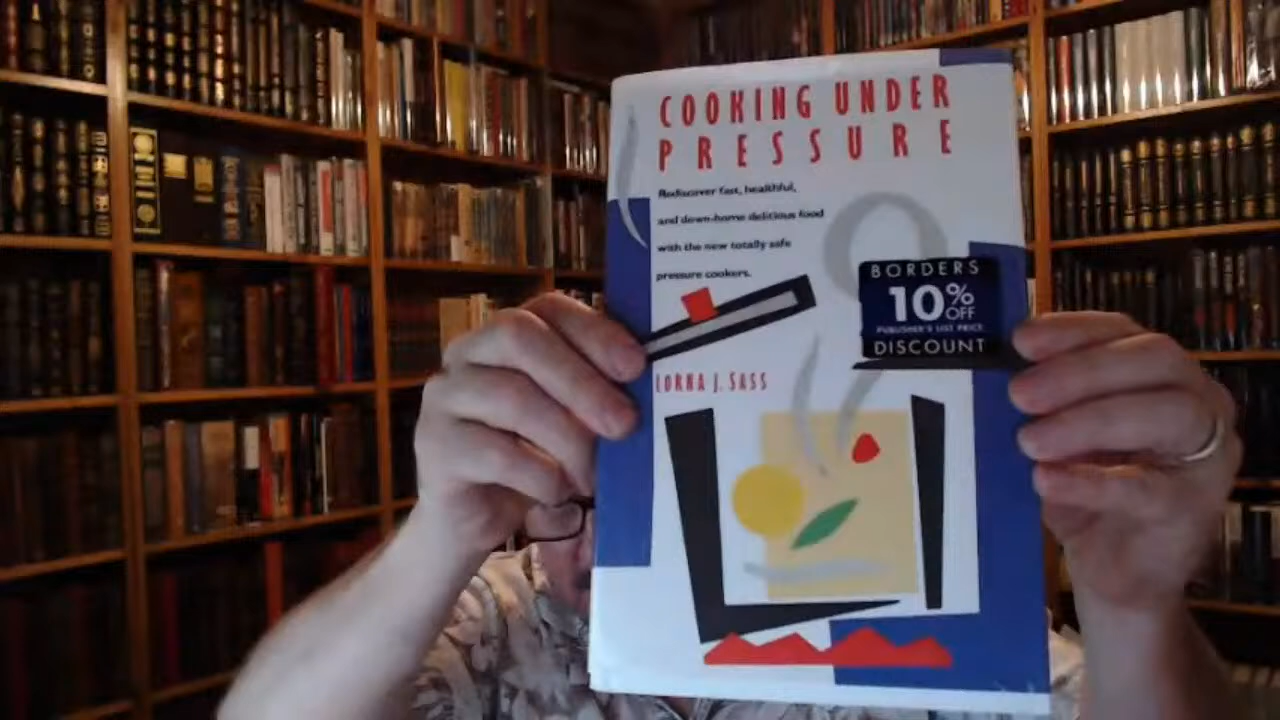 COOKING UNDER
PRESSURE
Rediscover fast, healthful,
and down-home delicious food
with the new totally safe
pressure cookers.
BORDERS
10% OFF
PUBLISHER'S LIST PRICE
DISCOUNT
LORNA J. SASS